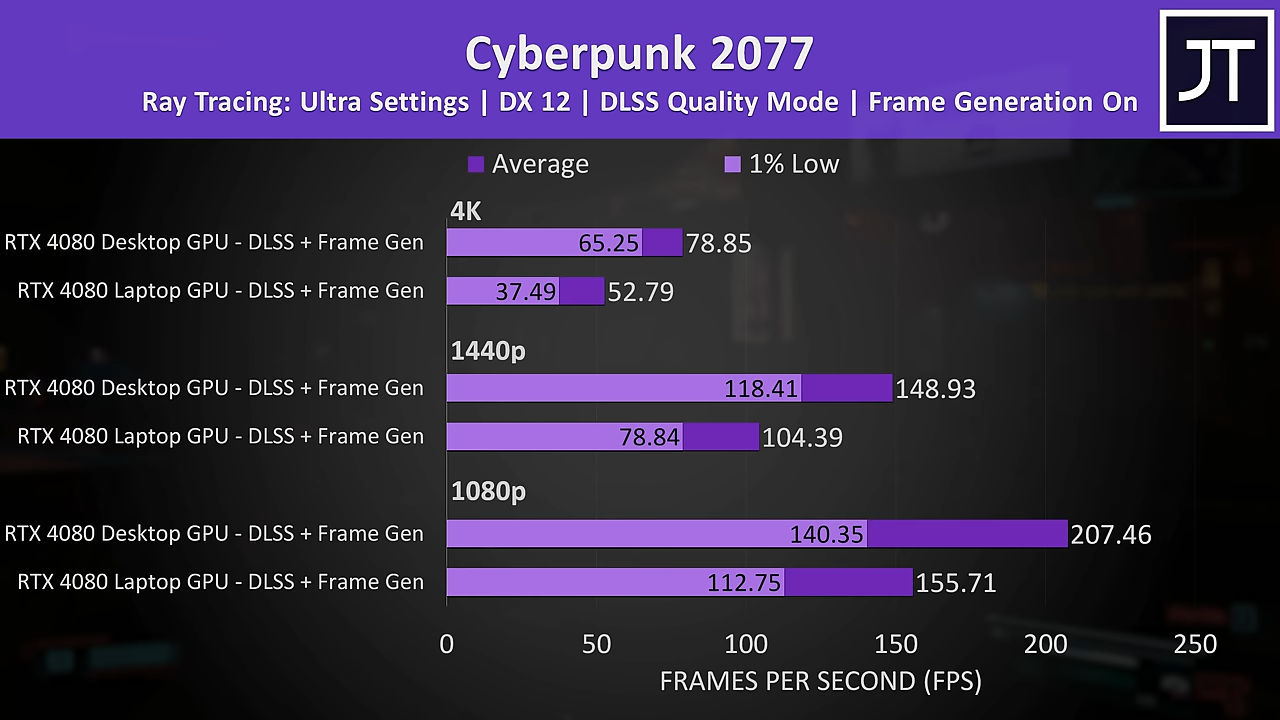 Cyberpunk 2077
Ray Tracing: Ultra Settings | DX 12 | DLSS Quality Mode | Frame Generation On
JT
Average
1% Low
4K
RTX 4080 Desktop GPU - DLSS + Frame Gen
65.25
78.85
RTX 4080 Laptop GPU - DLSS + Frame Gen
37.49
52.79
1440p
RTX 4080 Desktop GPU - DLSS + Frame Gen
118.41
148.93
RTX 4080 Laptop GPU - DLSS + Frame Gen
78.84
104.39
1080p
RTX 4080 Desktop GPU - DLSS + Frame Gen
140.35
207.46
RTX 4080 Laptop GPU - DLSS + Frame Gen
112.75
155.71
0 50 100 150 200 250
FRAMES PER SECOND (FPS)